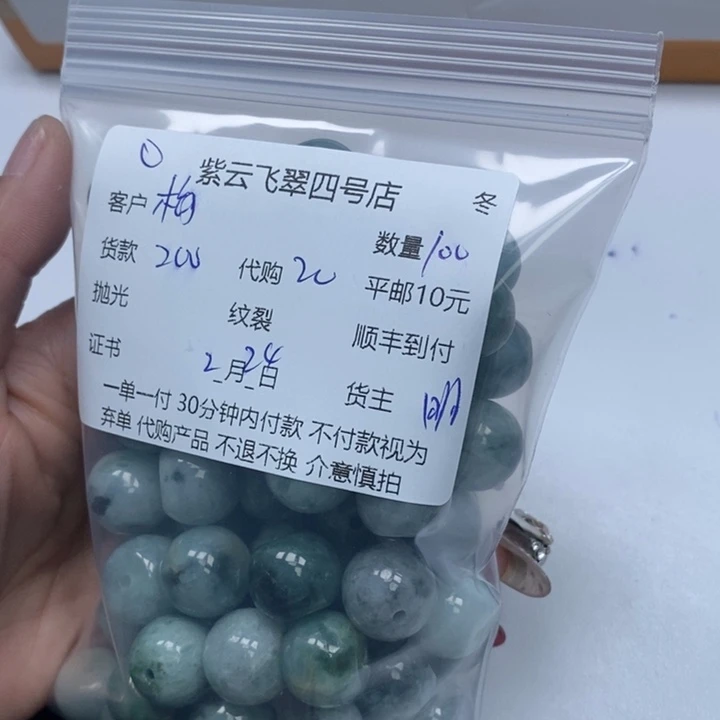 紫云飞翠四号店 冬
客户 梅 数量 100
货款 200 代购 20 平邮10元
抛光 纹裂 顺丰到付
证书 2月24日 货主 明
一单一付 30分钟内付款 不付款视为
弃单 代购产品 不退不换 介意慎拍